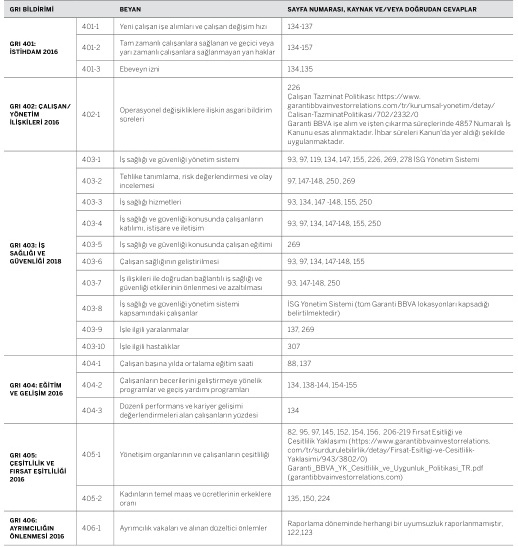 GRI BİLDİRİMİ BEYAN SAYFA NUMARASI, KAYNAK VE/VEYA DOĞRUDAN CEVAPLAR
GRI 401:
İSTİHDAM 2016
401-1 Yeni çalışan işe alımları ve çalışan değişim hızı 134-137
401-2 Tam zamanlı çalışanlara sağlanan ve geçici veya
yarı zamanlı çalışanlara sağlanmayan yan haklar 134-157
401-3 Ebeveyn izni 134,135
GRI 402: ÇALIŞAN/
YÖNETİM
İLİŞKİLERİ 2016
402-1 Operasyonel değişikliklere ilişkin asgari bildirim
süreleri
226
Çalışan Tazminat Politikası: https://www.
garantibbvainvestorrelations.com/tr/kurumsal-yonetim/detay/
Calisan-TazminatPolitikasi/702/2332/0
Garanti BBVA işe alım ve işten çıkarma süreçlerinde 4857 Numaralı İş
Kanunu esas alınmaktadır. İhbar süreleri Kanun'da yer aldığı şekilde
uygulanmaktadır.
GRI 403: İŞ
SAĞLIĞI VE
GÜVENLİĞİ 2018
403-1 İş sağlığı ve güvenliği yönetim sistemi 93, 97, 119, 134, 147, 155, 226, 269, 278 İSG Yönetim Sistemi
403-2 Tehlike tanımlama, risk değerlendirmesi ve olay
incelemesi 97, 147-148, 250, 269
403-3 İş sağlığı hizmetleri 93, 134, 147 -148, 155, 250
403-4 İş sağlığı ve güvenliği konusunda çalışanların
katılımı, istişare ve iletişim 93, 97, 134, 147-148, 155, 250
403-5 İş sağlığı ve güvenliği konusunda çalışan eğitimi 269
403-6 Çalışan sağlığının geliştirilmesi 93, 97, 134, 147-148, 155
403-7 İş ilişkileri ile doğrudan bağlantılı iş sağlığı ve
güvenliği etkilerinin önlenmesi ve azaltılması 93, 147-148, 250
403-8 İş sağlığı ve güvenliği yönetim sistemi
kapsamındaki çalışanlar
İSG Yönetim Sistemi (tüm Garanti BBVA lokasyonları kapsadığı
belirtilmektedir)
403-9 İşle ilgili yaralanmalar 137, 269
403-10 İşle ilgili hastalıklar 307
GRI 404: EĞİTİM
VE GELİŞİM 2016
404-1 Çalışan başına yılda ortalama eğitim saati 88, 137
404-2 Çalışanların becerilerini geliştirmeye yönelik
programlar ve geçiş yardımı programları 134, 138-144, 154-155
404-3 Düzenli performans ve kariyer gelişimi
değerlendirmeleri alan çalışanların yüzdesi 134
GRI 405:
ÇEŞİTLİLİK VE
FIRSAT EŞİTLİLİĞİ
2016
405-1 Yönetişim organlarının ve çalışanların çeşitliliği
82, 95, 97, 145, 152, 154, 156, 206-219 Fırsat Eşitliği ve
Çeşitlilik Yaklaşımı (https://www.garantibbvainvestorrelations.
com/tr/surdurulebilirlik/detay/Firsat-Esitligi-ve-Cesitlilik-
Yaklasimi/943/3802/0)
Garanti_BBVA_YK_Cesitlilik_ve_Uygunluk_Politikasi_TR.pdf
(garantibbvainvestorrelations.com)
405-2 Kadınların temel maaş ve ücretlerinin erkeklere
oranı 135, 150, 224
GRI 406:
AYRIMCILIĞIN
ÖNLENMESİ 2016
406-1 Ayrımcılık vakaları ve alınan düzeltici önlemler
Raporlama döneminde herhangi bir uyumsuzluk raporlanmamıştır,
122,123